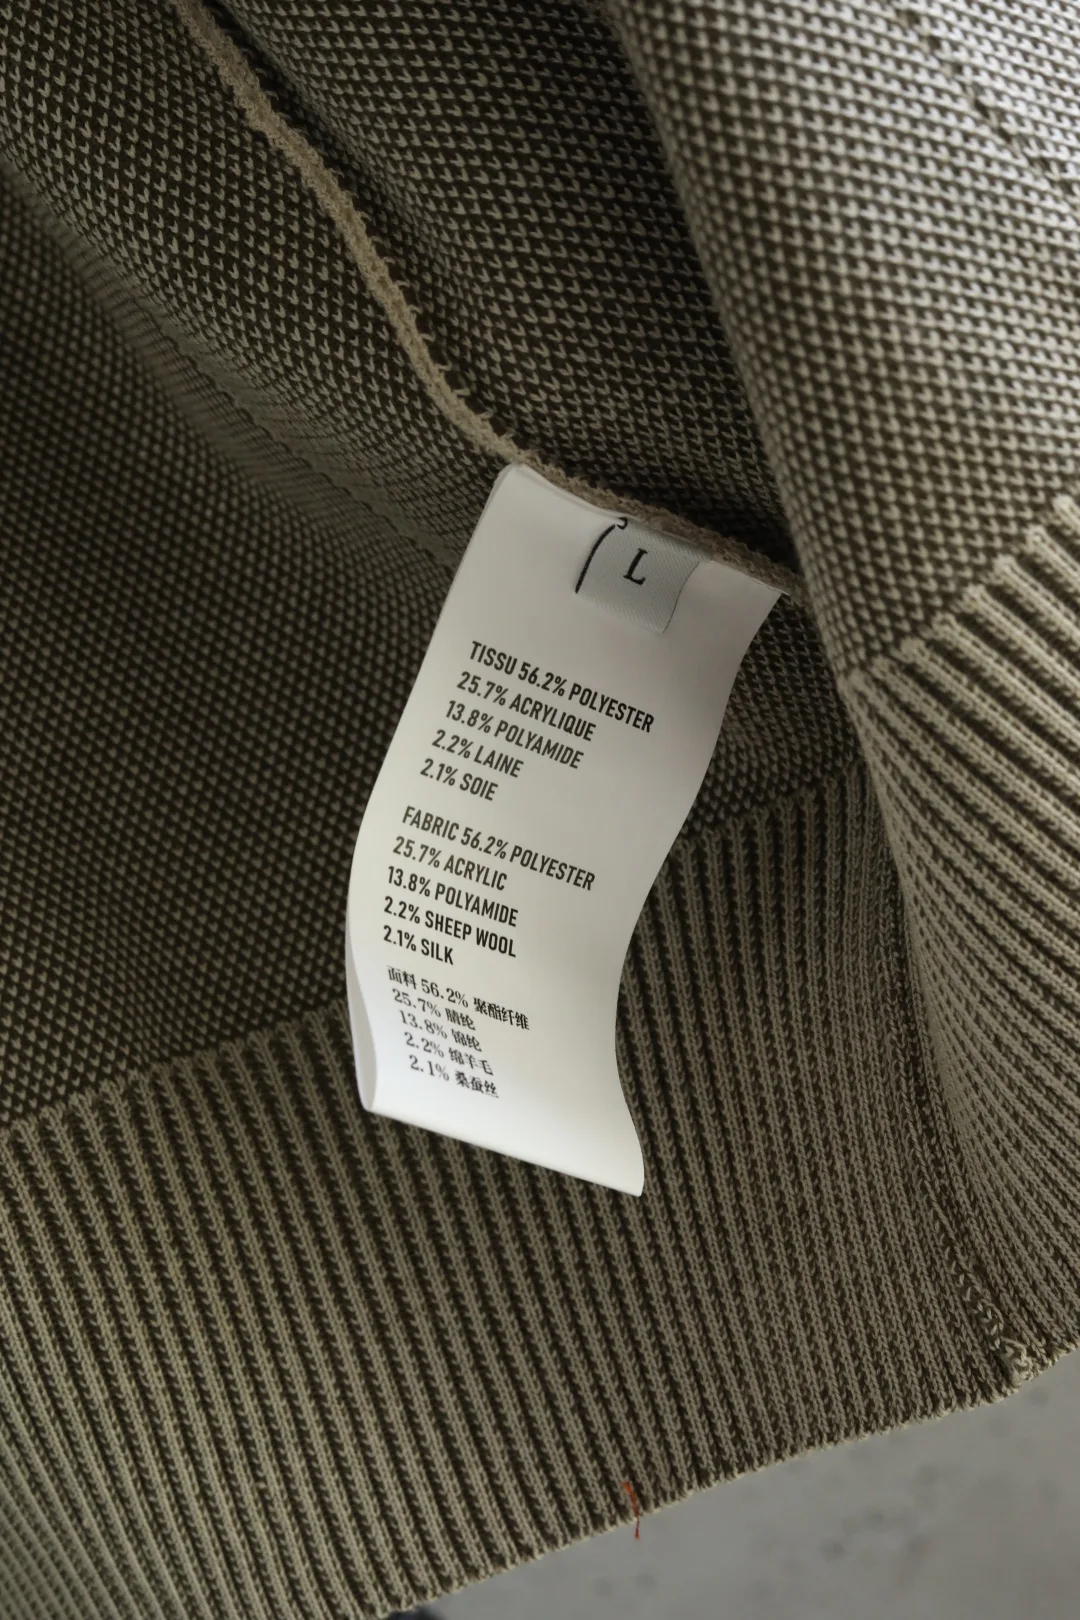 L
TISSU 56.2% POLYESTER
25.7% ACRYLIQUE
13.8% POLYAMIDE
2.2% LAINE
2.1% SOIE
FABRIC 56.2% POLYESTER
25.7% ACRYLIC
13.8% POLYAMIDE
2.2% SHEEP WOOL
2.1% SILK
面料 56.2% 聚酯纤维
25.7% 腈纶
13.8% 锦纶
2.2% 绵羊毛
2.1% 桑蚕丝